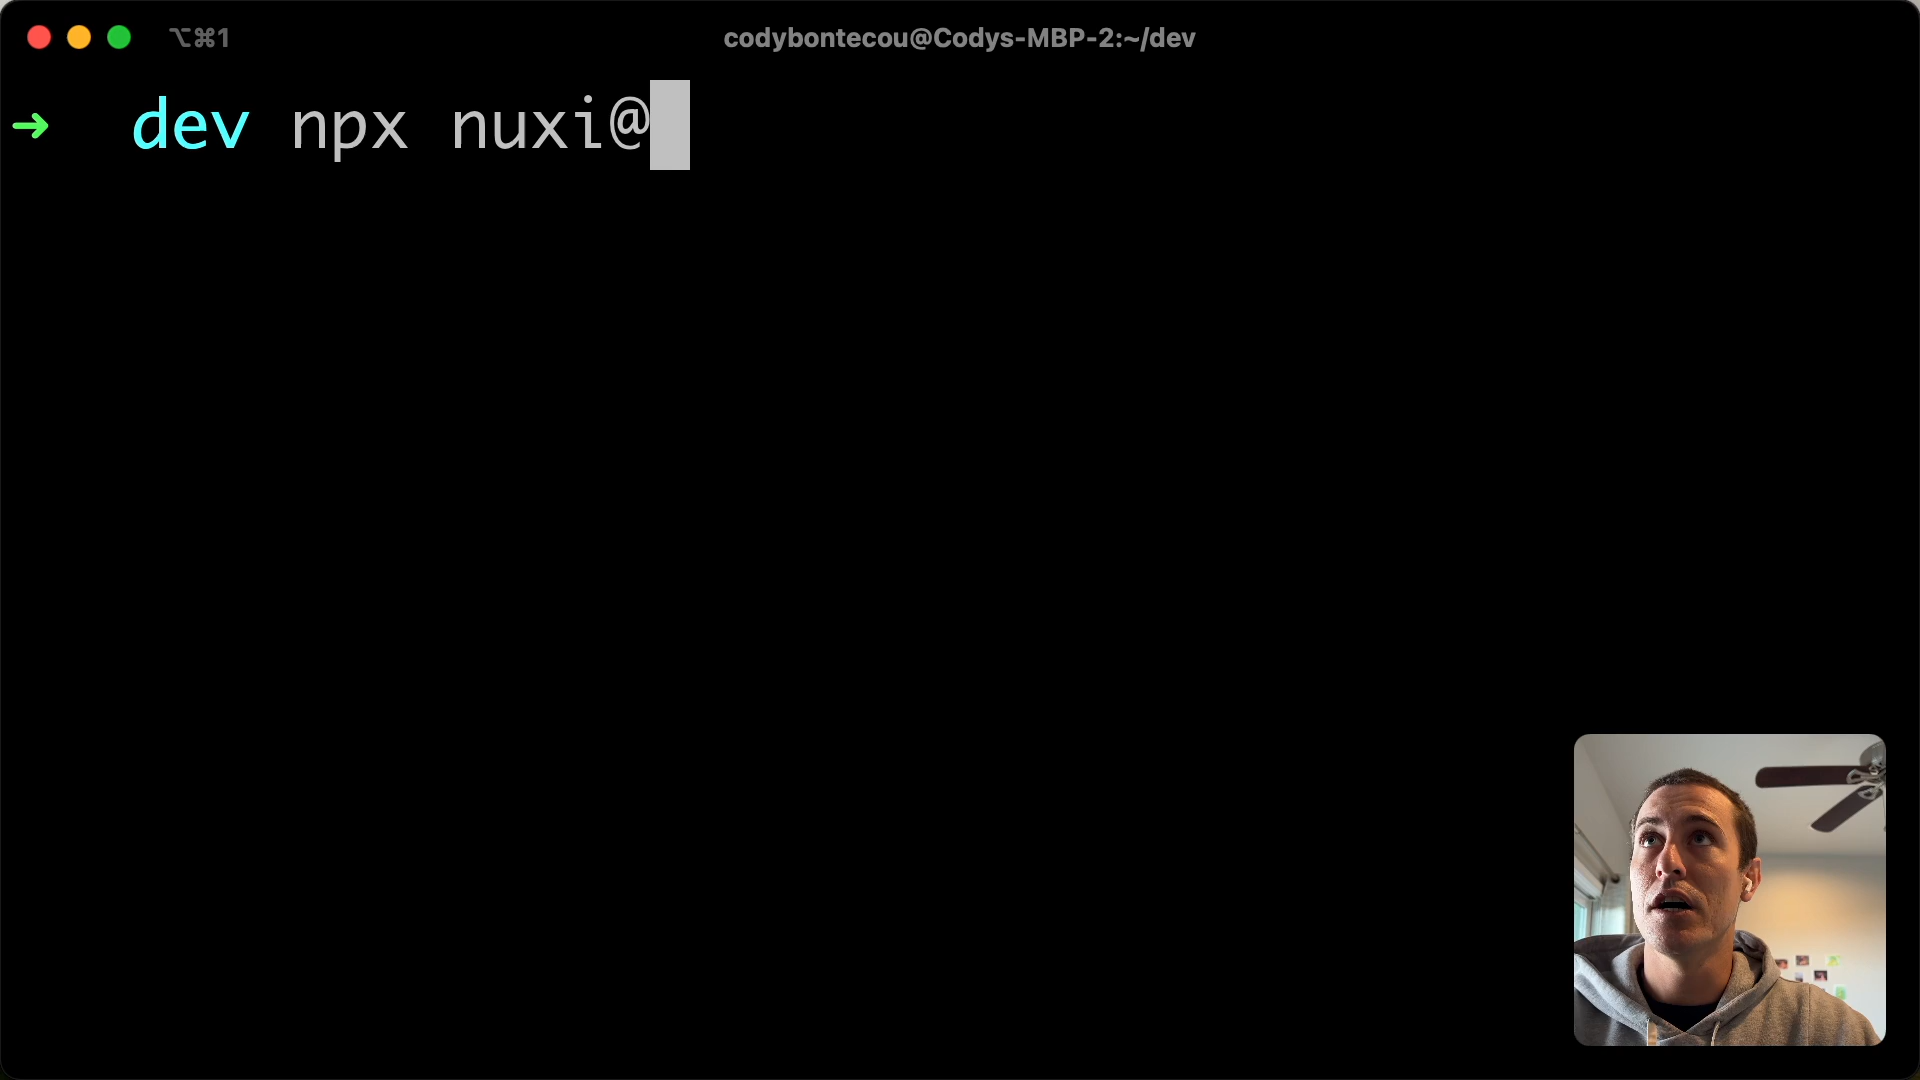 ⌥⌘1
codybontecou@Codys-MBP-2:~/dev
➜ dev npx nuxi@